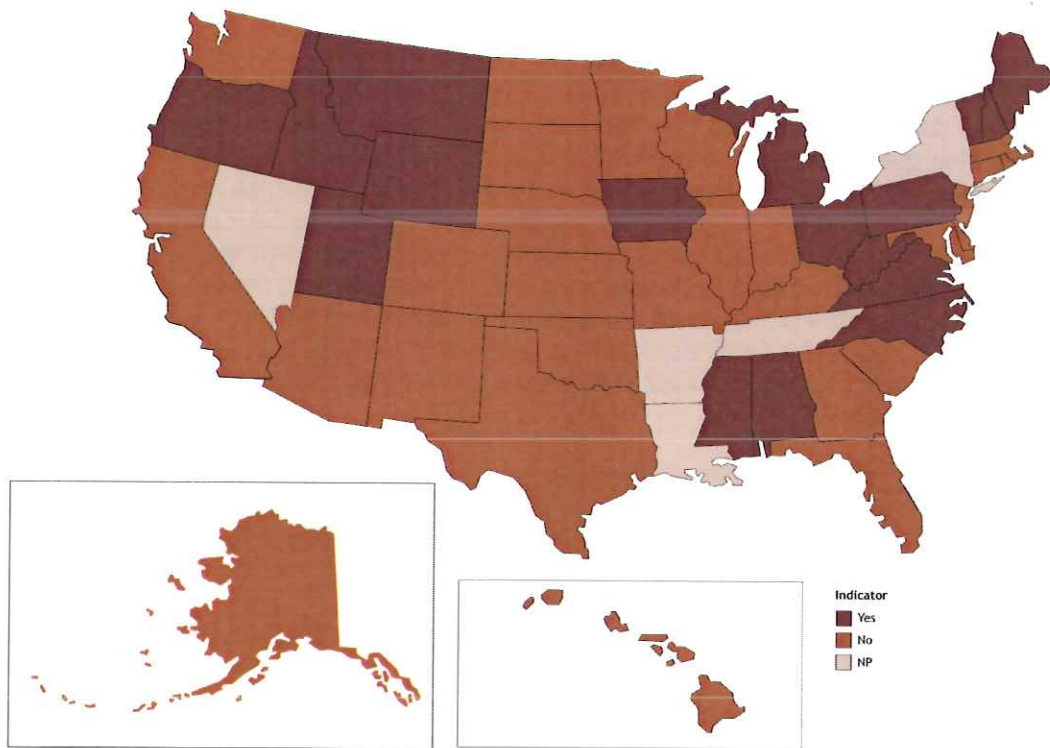 Indicator
Yes
No
NP